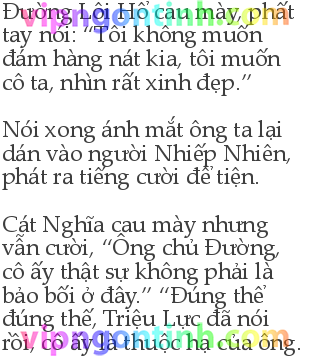 Đường Lôi Hổ cau mày, phất
tay nói: “Tôi không muốn
đám hàng nát kia, tôi muốn
cô ta, nhìn rất xinh đẹp.”
Nói xong ánh mắt ông ta lại
dán vào người Nhiếp Nhiên,
phát ra tiếng cười đê tiện.
Cát Nghĩa cau mày nhưng
vẫn cười, “Ông chủ Đường,
cô ấy thật sự không phải là
bảo bối ở đây.” “Đúng thế
đúng thế, Triệu Lực đã nói
rồi, cô ấy là thuộc hạ của ông.
vipngontinh.com
vipngontinh.com